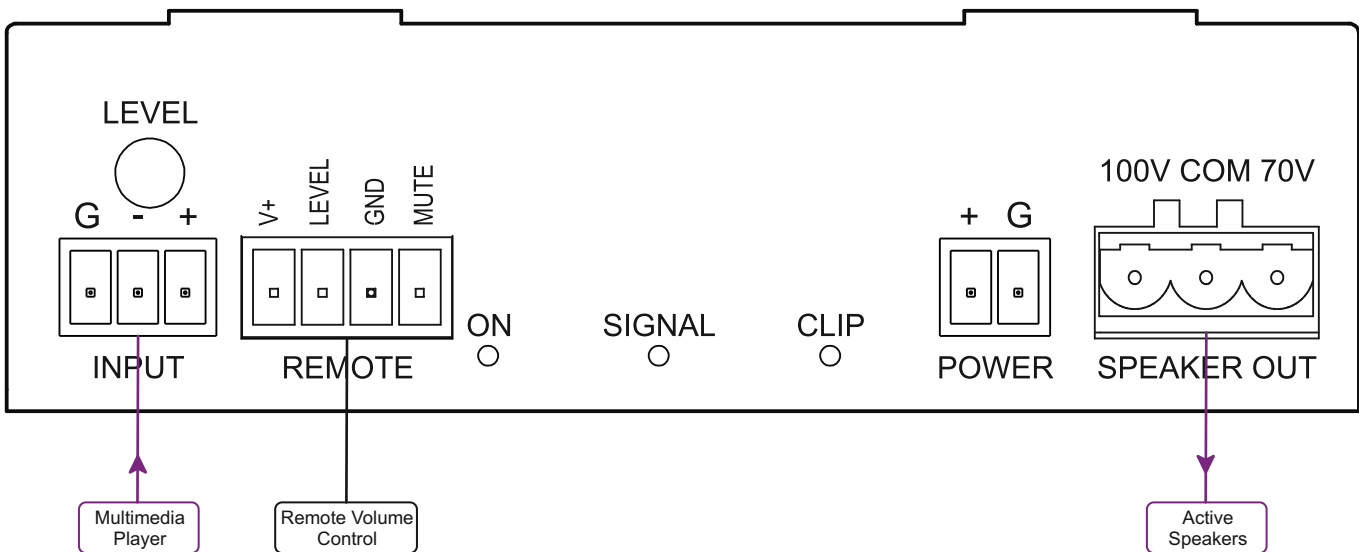 LEVEL
G - +
V+
LEVEL
GND
MUTE
100V COM 70V
+ G
INPUT
REMOTE
ON
SIGNAL
CLIP
POWER
SPEAKER OUT
Multimedia
Player
Remote Volume
Control
Active
Speakers